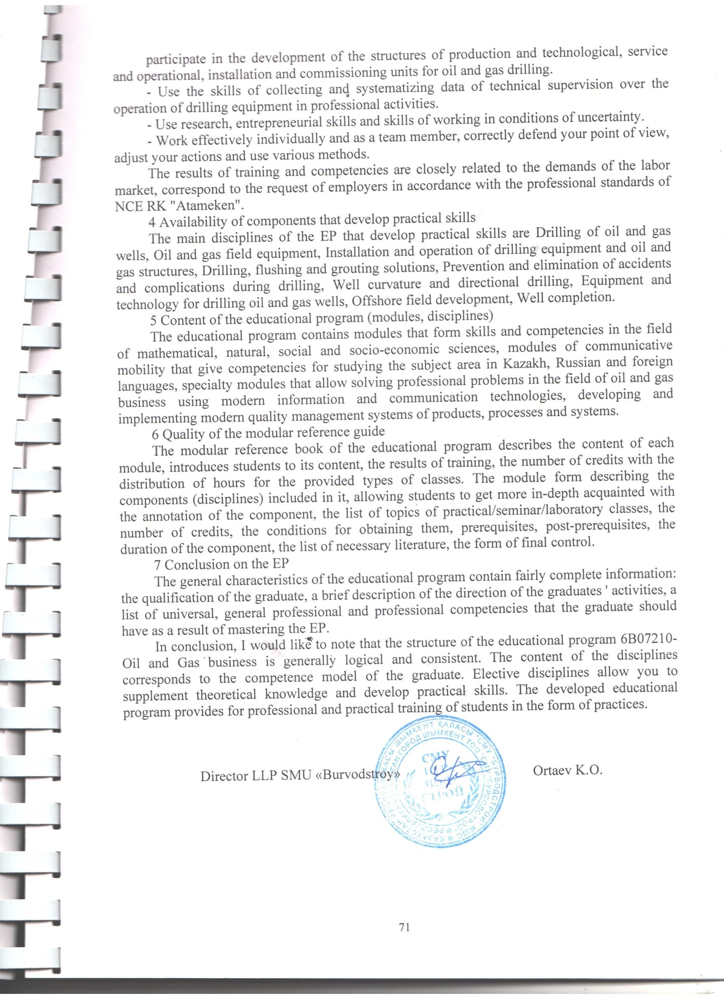 participate in the development of the structures of production and technological, service
and operational, installation and commissioning units for oil and gas drilling.
- Use the skills of collecting and systematizing data of technical supervision over the
operation of drilling equipment in professional activities.
- Use research, entrepreneurial skills and skills of working in conditions of uncertainty.
- Work effectively individually and as a team member, correctly defend your point of view,
adjust your actions and use various methods.
The results of training and competencies are closely related to the demands of the labor
market, correspond to the request of employers in accordance with the professional standards of
NCE RK "Atameken".
4 Availability of components that develop practical skills
The main disciplines of the EP that develop practical skills are Drilling of oil and gas
wells, Oil and gas field equipment, Installation and operation of drilling equipment and oil and
gas structures, Drilling, flushing and grouting solutions, Prevention and elimination of accidents
and complications during drilling, Well curvature and directional drilling, Equipment and
technology for drilling oil and gas wells, Offshore field development, Well completion.
5 Content of the educational program (modules, disciplines)
The educational program contains modules that form skills and competencies in the field
of mathematical, natural, social and socio-economic sciences, modules of communicative
mobility that give competencies for studying the subject area in Kazakh, Russian and foreign
languages, specialty modules that allow solving professional problems in the field of oil and gas
business using modern information and communication technologies, developing and
implementing modern quality management systems of products, processes and systems.
6 Quality of the modular reference guide
The modular reference book of the educational program describes the content of each
module, introduces students to its content, the results of training, the number of credits with the
distribution of hours for the provided types of classes. The module form describing the
components (disciplines) included in it, allowing students to get more in-depth acquainted with
the annotation of the component, the list of topics of practical/seminar/laboratory classes, the
number of credits, the conditions for obtaining them, prerequisites, post-prerequisites, the
duration of the component, the list of necessary literature, the form of final control.
7 Conclusion on the EP
The general characteristics of the educational program contain fairly complete information:
the qualification of the graduate, a brief description of the direction of the graduates ' activities, a
list of universal, general professional and professional competencies that the graduate should
have as a result of mastering the EP.
In conclusion, I would like to note that the structure of the educational program 6B07210-
Oil and Gas business is generally logical and consistent. The content of the disciplines
corresponds to the competence model of the graduate. Elective disciplines allow you to
supplement theoretical knowledge and develop practical skills. The developed educational
program provides for professional and practical training of students in the form of practices.
Director LLP SMU «Burvodstroy»
Ortaev K.O.
ШЫМКЕНТ ҚАЛАСЫ "СМУ "БУРВОДСТРОЙ" ЖШС * ҚАЗАҚСТАН
ГОРОД ШЫМКЕНТ ТОО "СМУ "БУРВОДСТРОЙ" *
СМУ
СТРОЙ
71